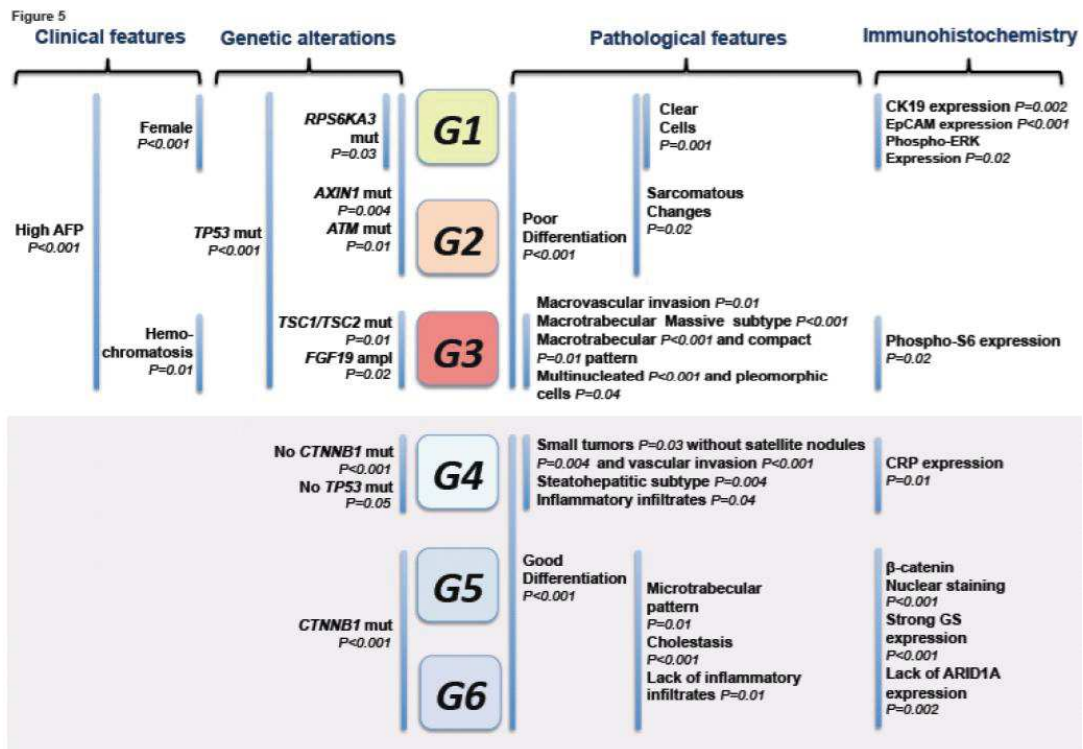 Figure 5
Clinical features
Genetic alterations
Pathological features
Immunohistochemistry
High AFP
P<0.001
Female
P<0.001
Hemo-
chromatosis
P=0.01
TP53 mut
P<0.001
RPS6KA3
mut
P=0.03
AXIN1 mut
P=0.004
ATM mut
P=0.01
TSC1/TSC2 mut
P=0.01
FGF19 ampl
P=0.02
G1
G2
G3
Poor
Differentiation
P<0.001
Clear
Cells
P=0.001
Sarcomatous
Changes
P=0.02
Macrovascular invasion P=0.01
Macrotrabecular Massive subtype P<0.001
Macrotrabecular P<0.001 and compact
P=0.01 pattern
Multinucleated P<0.001 and pleomorphic
cells P=0.04
CK19 expression P=0.002
EpCAM expression P<0.001
Phospho-ERK
Expression P=0.02
Phospho-S6 expression
P=0.02
No CTNNB1 mut
P<0.001
No TP53 mut
P=0.05
CTNNB1 mut
P<0.001
G4
G5
G6
Small tumors P=0.03 without satellite nodules
P=0.004 and vascular invasion P<0.001
Steatohepatitic subtype P=0.004
Inflammatory infiltrates P=0.04
Good
Differentiation
P<0.001
Microtrabecular
pattern
P=0.01
Cholestasis
P<0.001
Lack of inflammatory
infiltrates P=0.01
CRP expression
P=0.01
β-catenin
Nuclear staining
P<0.001
Strong GS
expression
P<0.001
Lack of ARID1A
expression
P=0.002